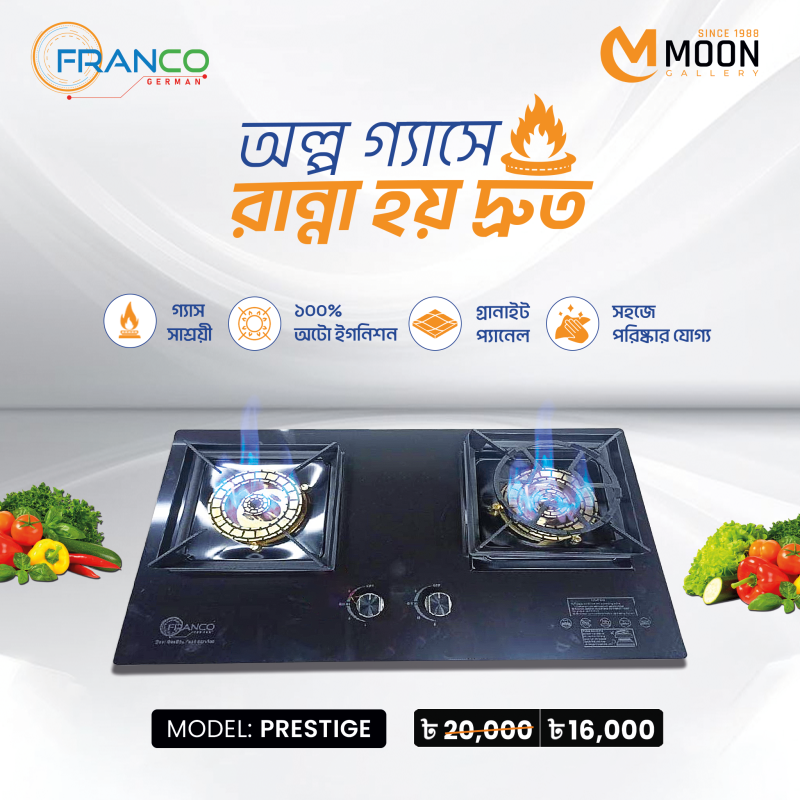 FRANCO
GERMAN
SINCE 1988
MOON
GALLERY
অল্প গ্যাসে
রান্না হয় দ্রুত
গ্যাস
সাশ্রয়ী
১০০%
অটো ইগনিশন
গ্রানাইট
প্যানেল
সহজে
পরিষ্কার যোগ্য
FRANCO
GERMAN
MODEL: PRESTIGE
৳ 20,000 ৳ 16,000